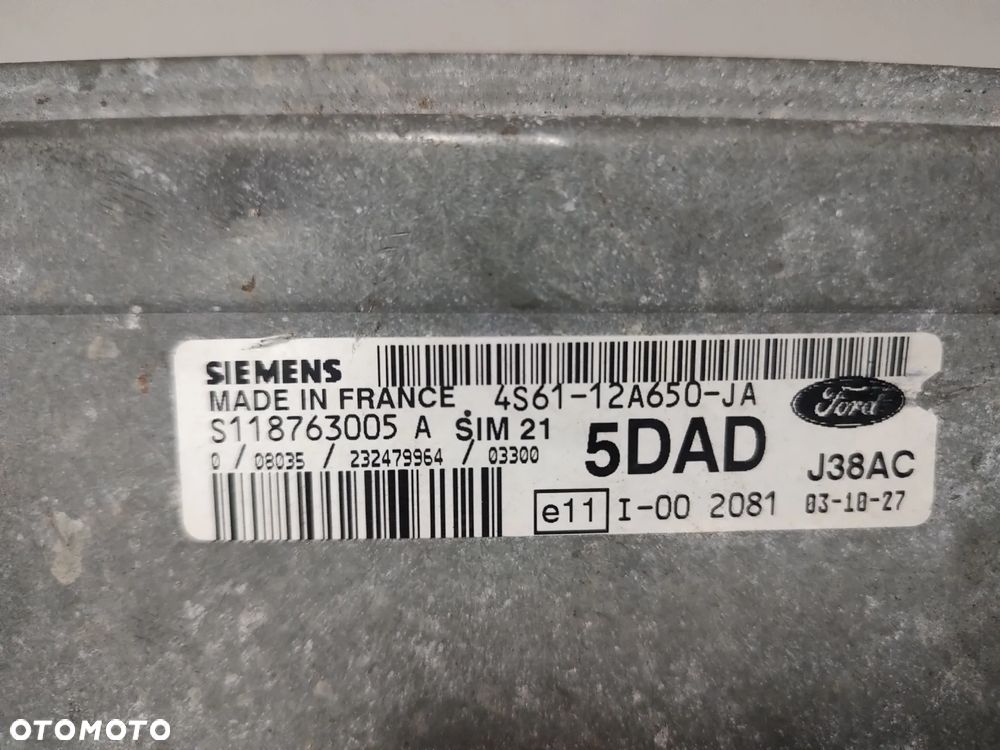 SIEMENS
MADE IN FRANCE 4S61-12A650-JA
Ford
S118763005 A SIM 21
5DAD
J38AC
0 / 08035 / 232479964 / 03300
e11 I-00 2081 03-10-27
OTOMOTO